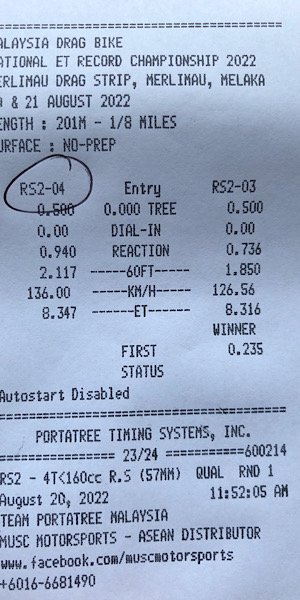 ==============================
ALAYSIA DRAG BIKE
ATIONAL ET RECORD CHAMPIONSHIP 2022
ERLIMAU DRAG STRIP, MERLIMAU, MELAKA
& 21 AUGUST 2022
ENGTH : 201M - 1/8 MILES
URFACE : NO-PREP
RS2-04 Entry RS2-03
0.500 0.000 TREE 0.500
0.00 DIAL-IN 0.00
0.940 REACTION 0.736
2.117 ------60FT------ 1.850
136.00 ------KM/H------ 126.56
8.347 ------ET------ 8.316
WINNER
FIRST 0.235
STATUS
Autostart Disabled
==============================
PORTATREE TIMING SYSTEMS, INC.
=============== 23/24 ===========600214
RS2 - 4T<160cc R.S (57MM) QUAL RND 1
August 20, 2022 11:52:05 AM
TEAM PORTATREE MALAYSIA
MUSC MOTORSPORTS - ASEAN DISTRIBUTOR
www.facebook.com/muscmotorsports
+6016-6681490